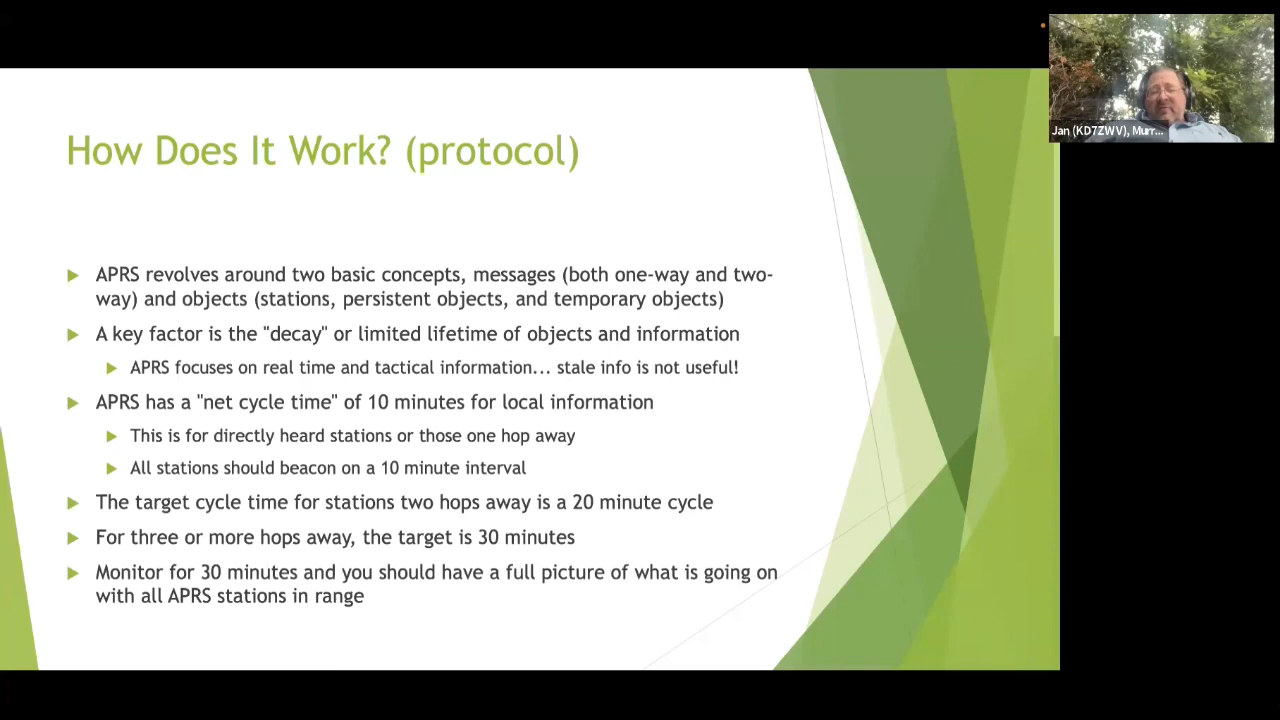 Jan (KD7ZWV), Murr...
How Does It Work? (protocol)
APRS revolves around two basic concepts, messages (both one-way and two-
way) and objects (stations, persistent objects, and temporary objects)
A key factor is the "decay" or limited lifetime of objects and information
APRS focuses on real time and tactical information... stale info is not useful!
APRS has a "net cycle time" of 10 minutes for local information
This is for directly heard stations or those one hop away
All stations should beacon on a 10 minute interval
The target cycle time for stations two hops away is a 20 minute cycle
For three or more hops away, the target is 30 minutes
Monitor for 30 minutes and you should have a full picture of what is going on
with all APRS stations in range